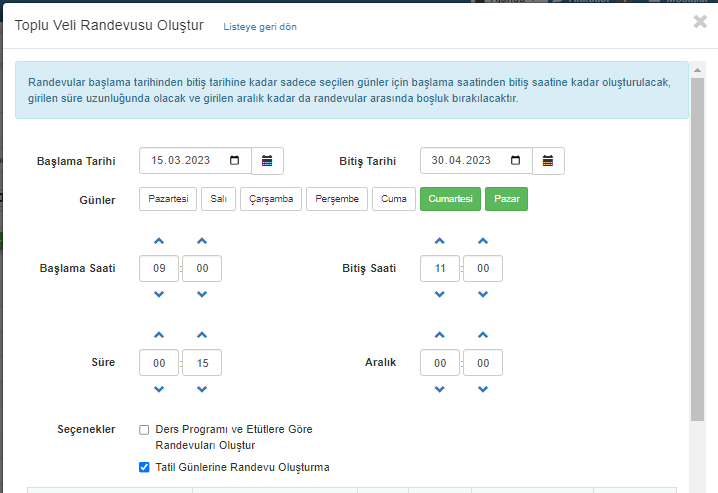 Toplu Veli Randevusu Oluştur Listeye geri dön
Randevular başlama tarihinden bitiş tarihine kadar sadece seçilen günler için başlama saatinden bitiş saatine kadar oluşturulacak,
girilen süre uzunluğunda olacak ve girilen aralık kadar da randevular arasında boşluk bırakılacaktır.
Başlama Tarihi 15.03.2023 Bitiş Tarihi 30.04.2023
Günler Pazartesi Salı Çarşamba Perşembe Cuma Cumartesi Pazar
Başlama Saati 09 : 00 Bitiş Saati 11 : 00
Süre 00 : 15 Aralık 00 : 00
Seçenekler Ders Programı ve Etütlere Göre
Randevuları Oluştur
Tatil Günlerine Randevu Oluşturma